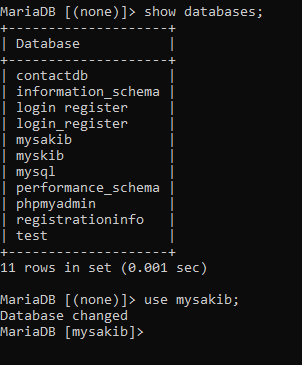 MariaDB [(none)]> show databases;
+--------------------+
| Database           |
+--------------------+
| contactdb          |
| information_schema |
| login register     |
| login_register     |
| mysakib            |
| myskib             |
| mysql              |
| performance_schema |
| phpmyadmin         |
| registrationinfo   |
| test               |
+--------------------+
11 rows in set (0.001 sec)

MariaDB [(none)]> use mysakib;
Database changed
MariaDB [mysakib]>